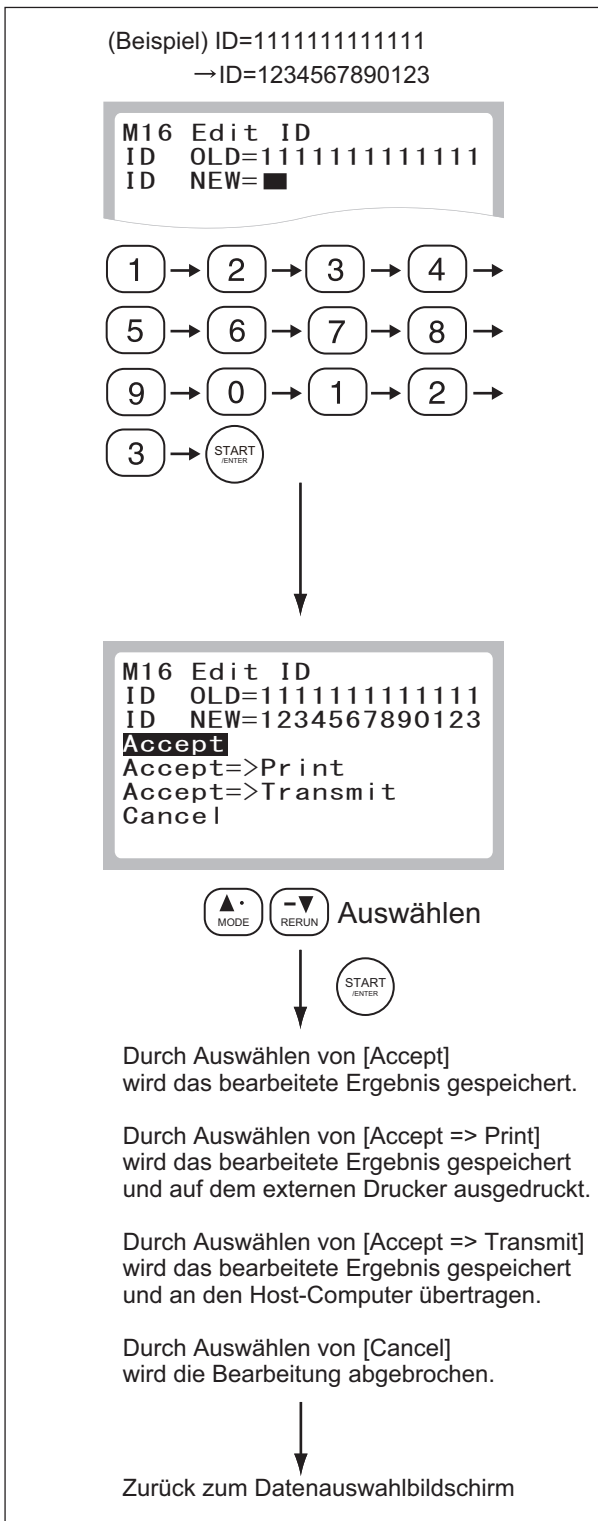 (Beispiel) ID=1111111111111
→ID=1234567890123
M16 Edit ID
ID OLD=1111111111111
ID NEW=
1 → 2 → 3 → 4 →
5 → 6 → 7 → 8 →
9 → 0 → 1 → 2 →
3 → START /ENTER
M16 Edit ID
ID OLD=1111111111111
ID NEW=1234567890123
Accept
Accept=>Print
Accept=>Transmit
Cancel
▲· MODE −▼ RERUN Auswählen
START /ENTER
Durch Auswählen von [Accept]
wird das bearbeitete Ergebnis gespeichert.
Durch Auswählen von [Accept => Print]
wird das bearbeitete Ergebnis gespeichert
und auf dem externen Drucker ausgedruckt.
Durch Auswählen von [Accept => Transmit]
wird das bearbeitete Ergebnis gespeichert
und an den Host-Computer übertragen.
Durch Auswählen von [Cancel]
wird die Bearbeitung abgebrochen.
Zurück zum Datenauswahlbildschirm